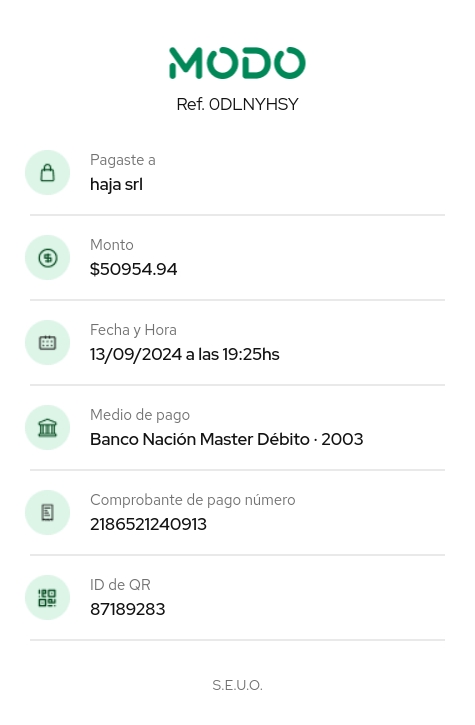 MODO
Ref. 0DLNYHSY
Pagaste a
haja srl
Monto
$50954.94
Fecha y Hora
13/09/2024 a las 19:25hs
Medio de pago
Banco Nación Master Débito · 2003
Comprobante de pago número
2186521240913
ID de QR
87189283
S.E.U.O.